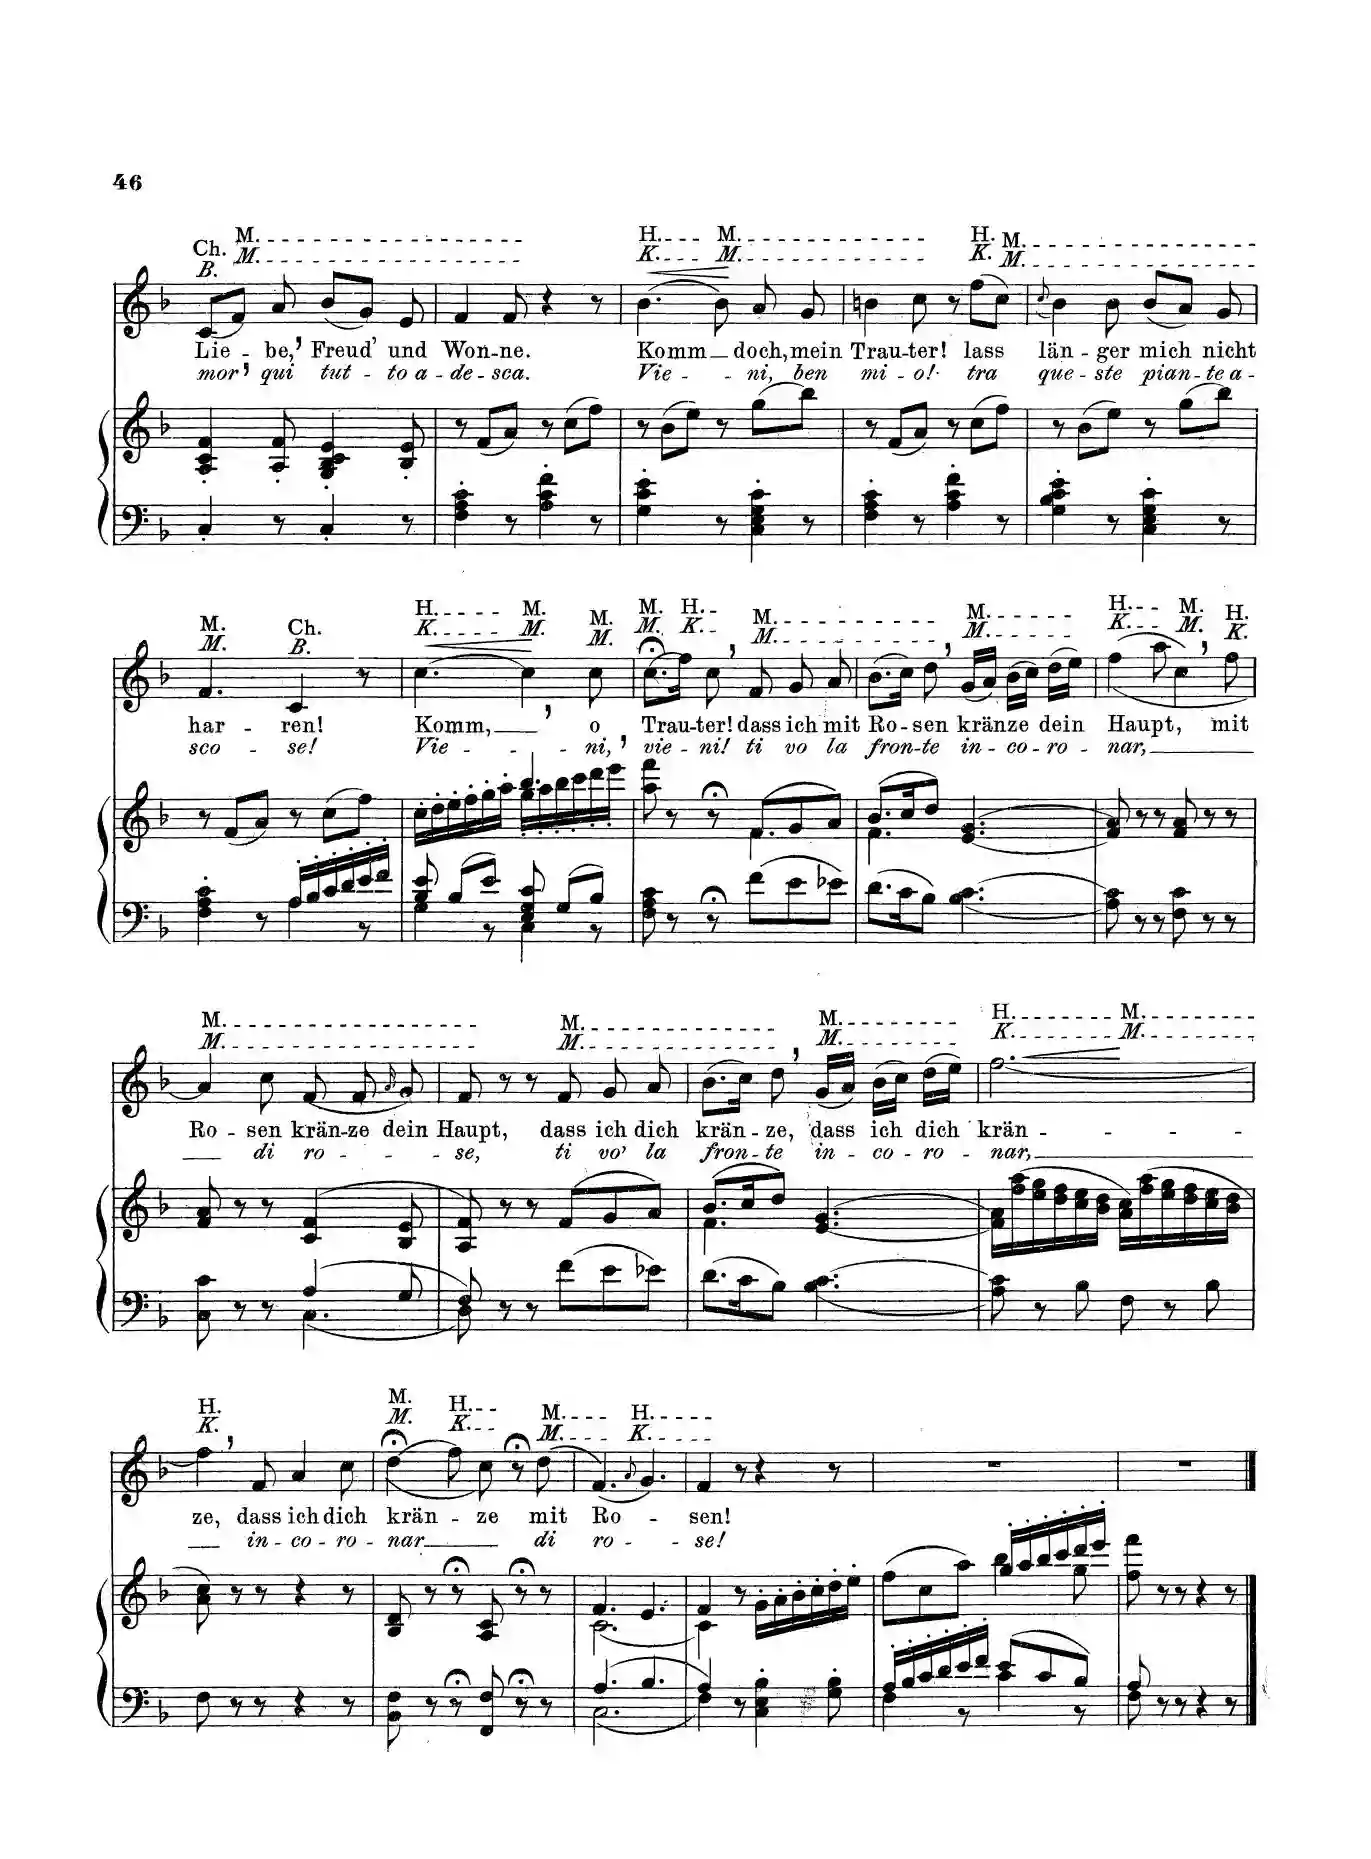 46
Ch. M. H. M. H. M.
B. M. K. M. K. M.
Lie - be, Freud' und Won-ne. Komm doch, mein Trau-ter! lass län-ger mich nicht
mor' qui tut - to a-de-sca. Vie - ni, ben mi-o! tra que-ste pian-te a-
M. Ch. H. M. M. M. H. M. M. H. M. H.
M. B. K. M. M. M. K. M. M. K. M. K.
har - ren! Komm, o Trau-ter! dass ich mit Ro-sen kränze dein Haupt, mit
sco - se! Vie - ni, vie-ni! ti vo la fron-te in-co-ro-nar,
M. M. M. H. M.
M. M. M. K. M.
Ro - sen krän-ze dein Haupt, dass ich dich krän - ze, dass ich dich krän - - -
di ro - - se, ti vo' la fron-te in-co-ro-nar,
H. M. H. M. H.
K. M. K. M. K.
ze, dass ich dich krän - ze mit Ro - sen!
in-co-ro-nar di ro - - se!